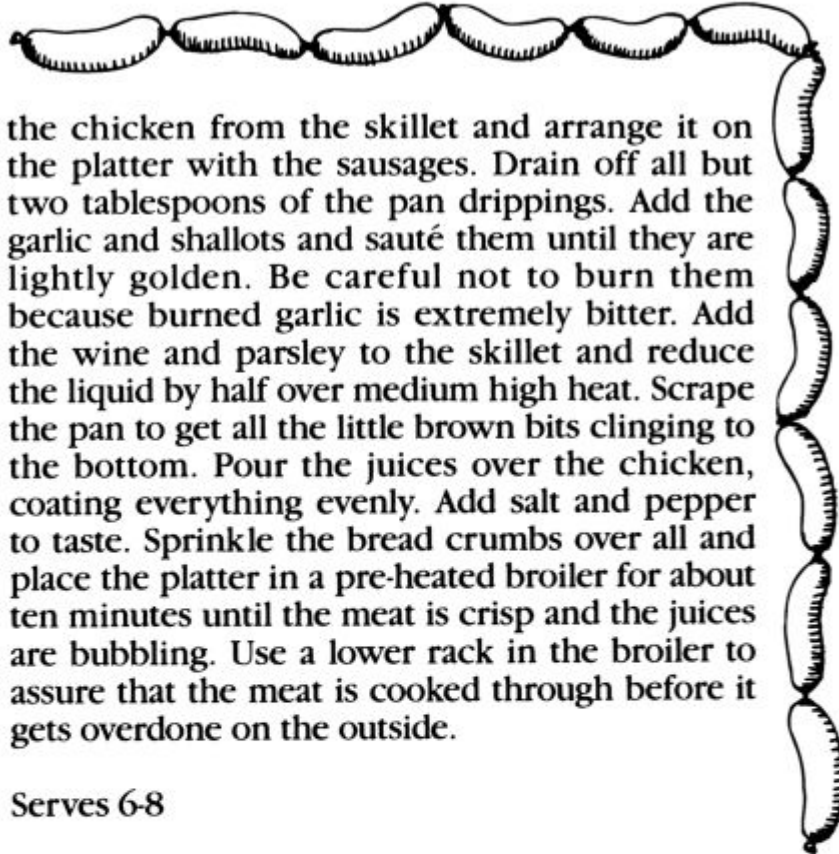 the chicken from the skillet and arrange it on
the platter with the sausages. Drain off all but
two tablespoons of the pan drippings. Add the
garlic and shallots and sauté them until they are
lightly golden. Be careful not to burn them
because burned garlic is extremely bitter. Add
the wine and parsley to the skillet and reduce
the liquid by half over medium high heat. Scrape
the pan to get all the little brown bits clinging to
the bottom. Pour the juices over the chicken,
coating everything evenly. Add salt and pepper
to taste. Sprinkle the bread crumbs over all and
place the platter in a pre-heated broiler for about
ten minutes until the meat is crisp and the juices
are bubbling. Use a lower rack in the broiler to
assure that the meat is cooked through before it
gets overdone on the outside.
Serves 6-8